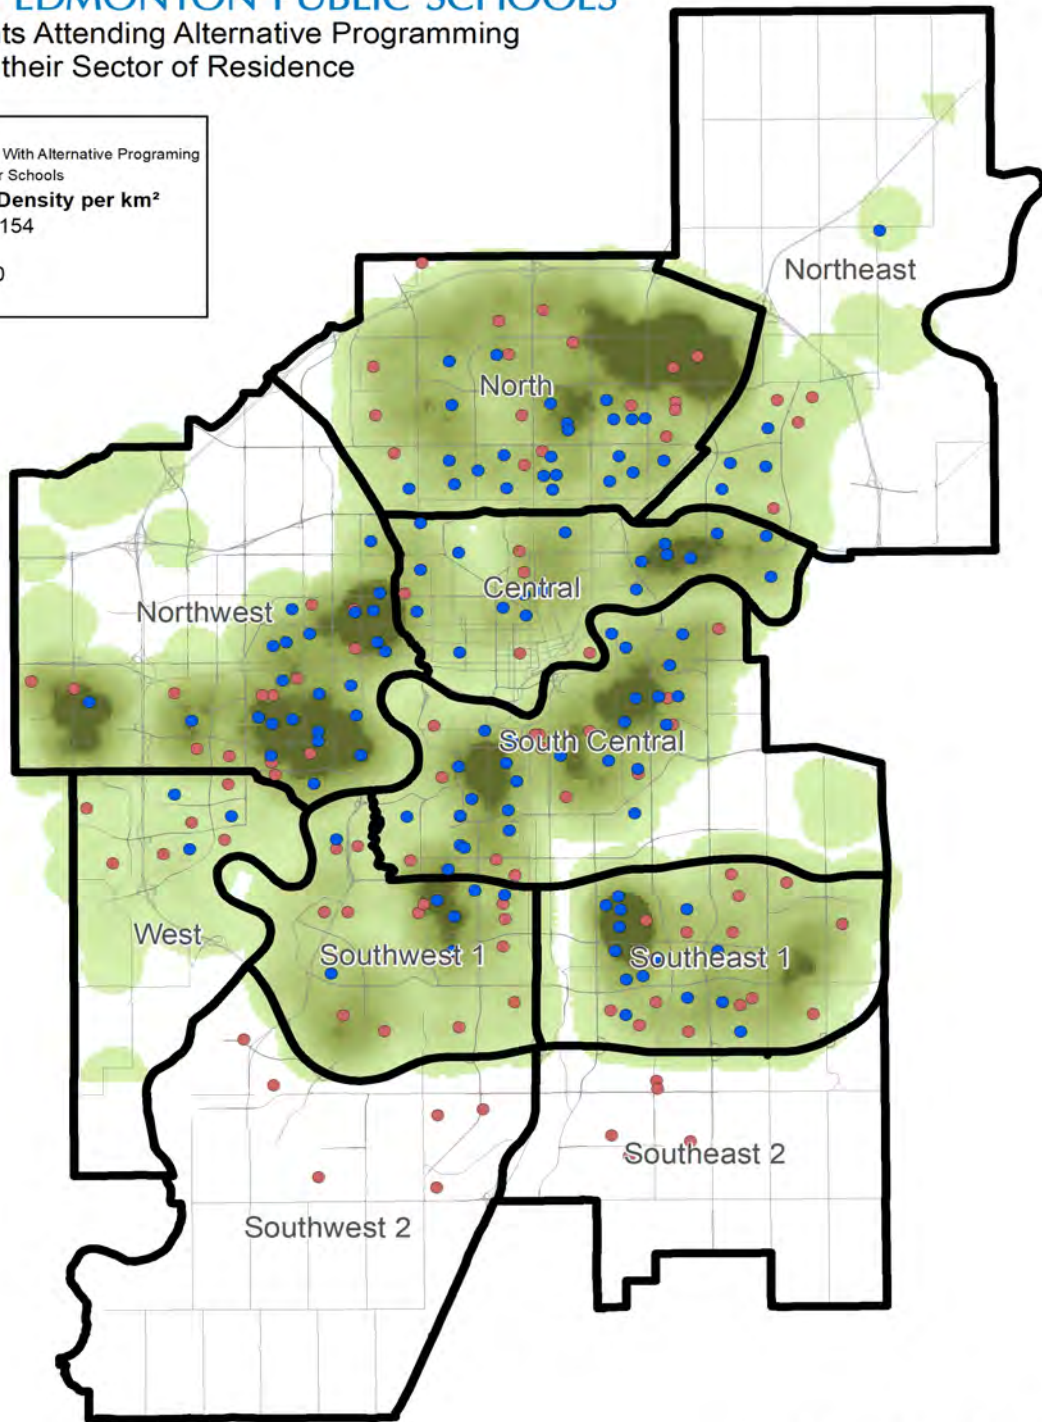 EDMONTON PUBLIC SCHOOLS
ts Attending Alternative Programming
their Sector of Residence
With Alternative Programing
r Schools
Density per km²
154
0
Northeast
North
Central
Northwest
South Central
West
Southwest 1
Southeast 1
Southeast 2
Southwest 2